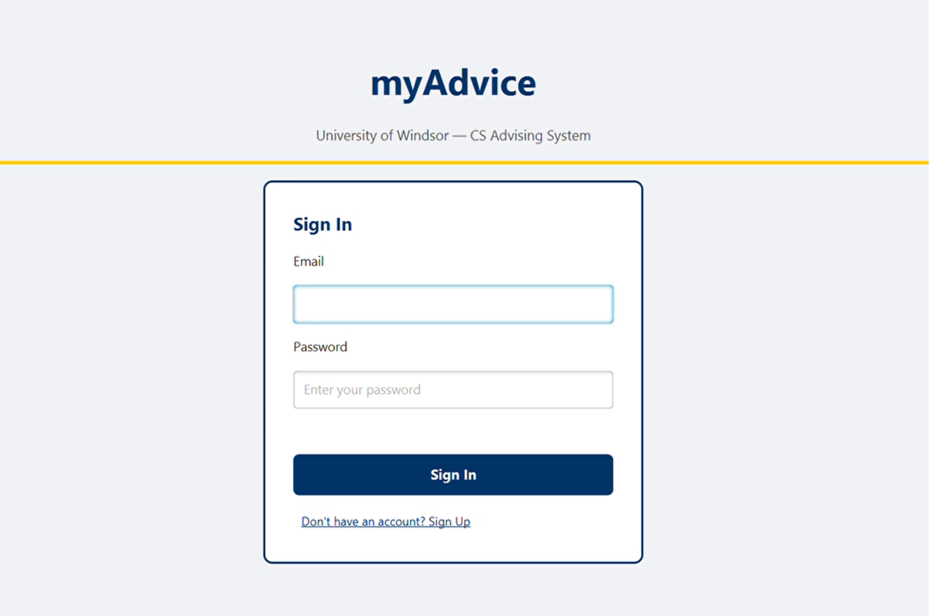 myAdvice
University of Windsor — CS Advising System
Sign In
Email
Password
Enter your password
Sign In
Don't have an account? Sign Up